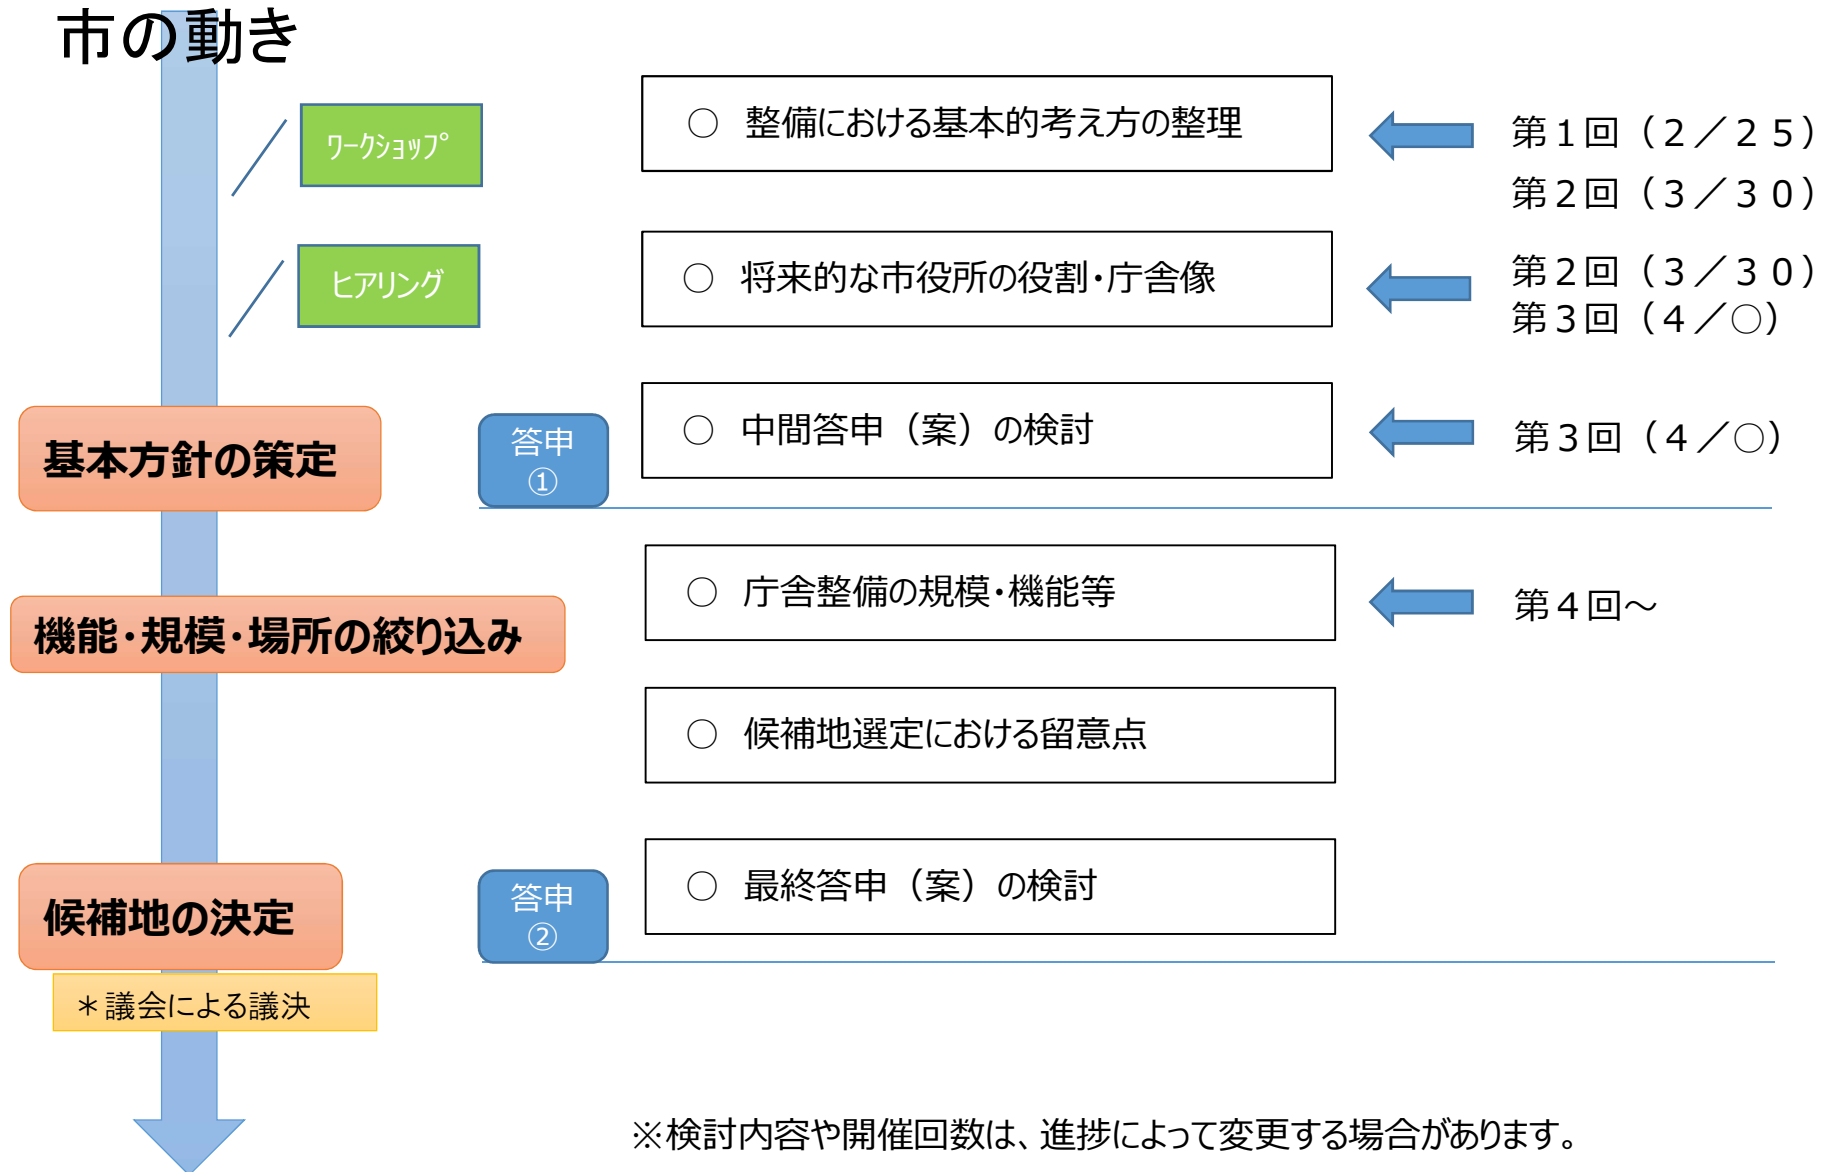 市の動き
ワークショップ
○ 整備における基本的考え方の整理
第1回（2／25）
第2回（3／30）
ヒアリング
○ 将来的な市役所の役割・庁舎像
第2回（3／30）
第3回（4／○）
基本方針の策定
答申
①
○ 中間答申（案）の検討
第3回（4／○）
機能・規模・場所の絞り込み
○ 庁舎整備の規模・機能等
第4回～
○ 候補地選定における留意点
候補地の決定
答申
②
○ 最終答申（案）の検討
＊議会による議決
※検討内容や開催回数は、進捗によって変更する場合があります。